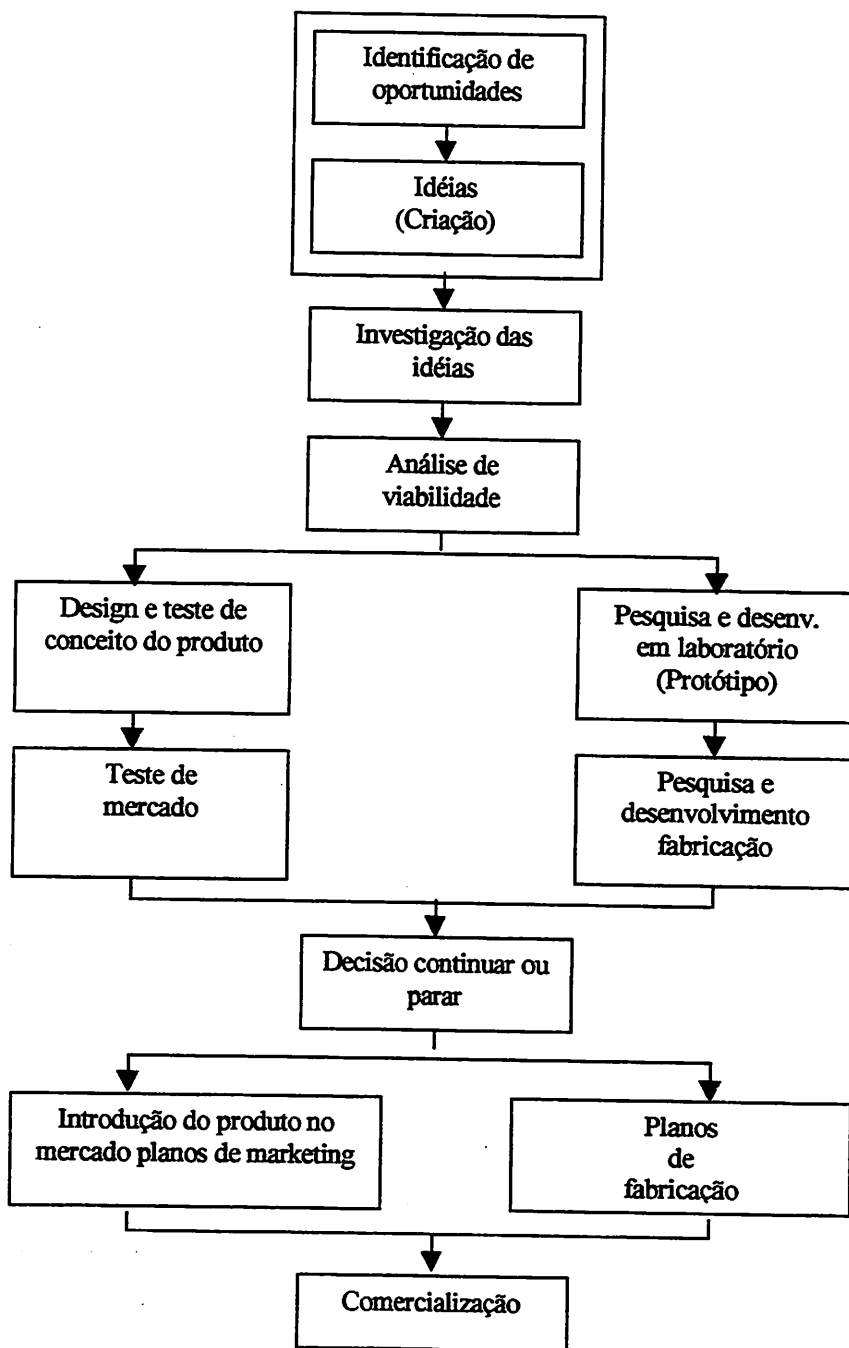 Identificação de
oportunidades
Idéias
(Criação)
Investigação das
idéias
Análise de
viabilidade
Design e teste de
conceito do produto
Pesquisa e desenv.
em laboratório
(Protótipo)
Teste de
mercado
Pesquisa e
desenvolvimento
fabricação
Decisão continuar ou
parar
Introdução do produto no
mercado planos de marketing
Planos
de
fabricação
Comercialização